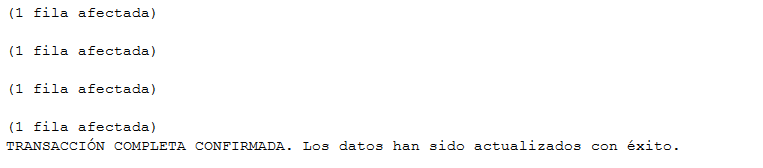 (1 fila afectada)
(1 fila afectada)
(1 fila afectada)
(1 fila afectada)
TRANSACCIÓN COMPLETA CONFIRMADA. Los datos han sido actualizados con éxito.